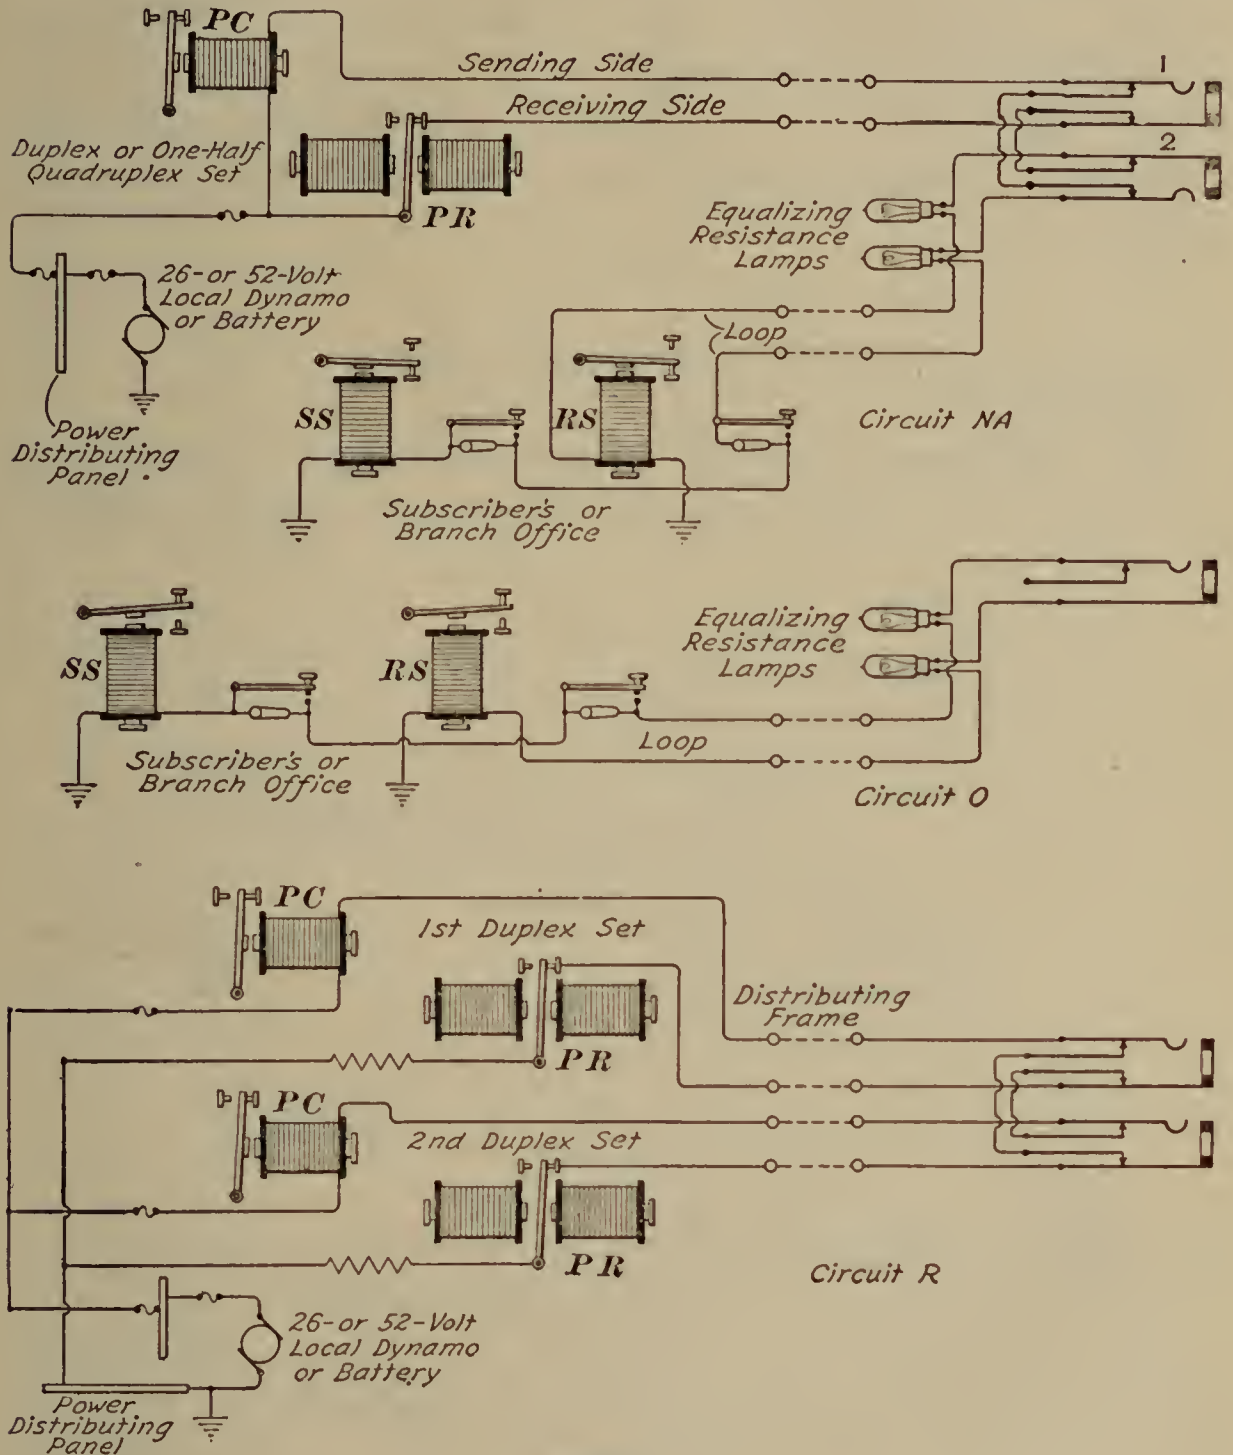 PC
Sending Side
1
Receiving Side
Duplex or One-Half
Quadruplex Set
PR
2
Equalizing
Resistance
Lamps
26- or 52-Volt
Local Dynamo
or Battery
Loop
SS
RS
Circuit NA
Power
Distributing
Panel.
Subscriber's or
Branch Office
Equalizing
Resistance
Lamps
SS
RS
Loop
Subscriber's or
Branch Office
Circuit O
PC
1st Duplex Set
Distributing
Frame
PR
PC
2nd Duplex Set
PR
Circuit R
26- or 52-Volt
Local Dynamo
or Battery
Power
Distributing
Panel